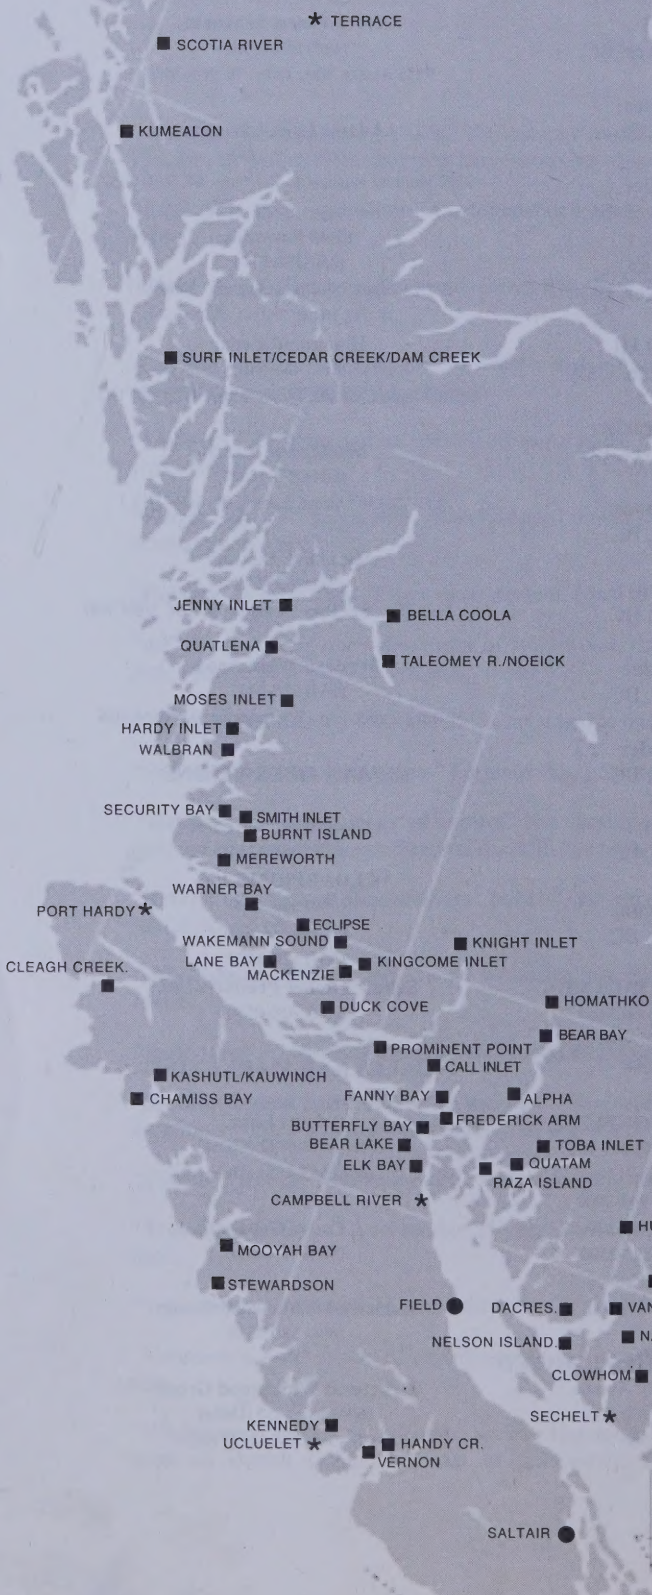 TERRACE
SCOTIA RIVER
KUMEALON
SURF INLET/CEDAR CREEK/DAM CREEK
JENNY INLET
BELLA COOLA
QUATLENA
TALEOMEY R./NOEICK
MOSES INLET
HARDY INLET
WALBRAN
SECURITY BAY
SMITH INLET
BURNT ISLAND
MEREWORTH
WARNER BAY
PORT HARDY
ECLIPSE
WAKEMANN SOUND
KNIGHT INLET
LANE BAY
KINGCOME INLET
CLEAGH CREEK.
MACKENZIE
HOMATHKO
DUCK COVE
BEAR BAY
PROMINENT POINT
CALL INLET
KASHUTL/KAUWINCH
CHAMISS BAY
FANNY BAY
ALPHA
FREDERICK ARM
BUTTERFLY BAY
BEAR LAKE
TOBA INLET
ELK BAY
QUATAM
RAZA ISLAND
CAMPBELL RIVER
HU
MOOYAH BAY
STEWARDSON
FIELD
DACRES.
VAN
NELSON ISLAND.
CLOWHOM
SECHELT
KENNEDY
UCLUELET
HANDY CR.
VERNON
SALTAIR